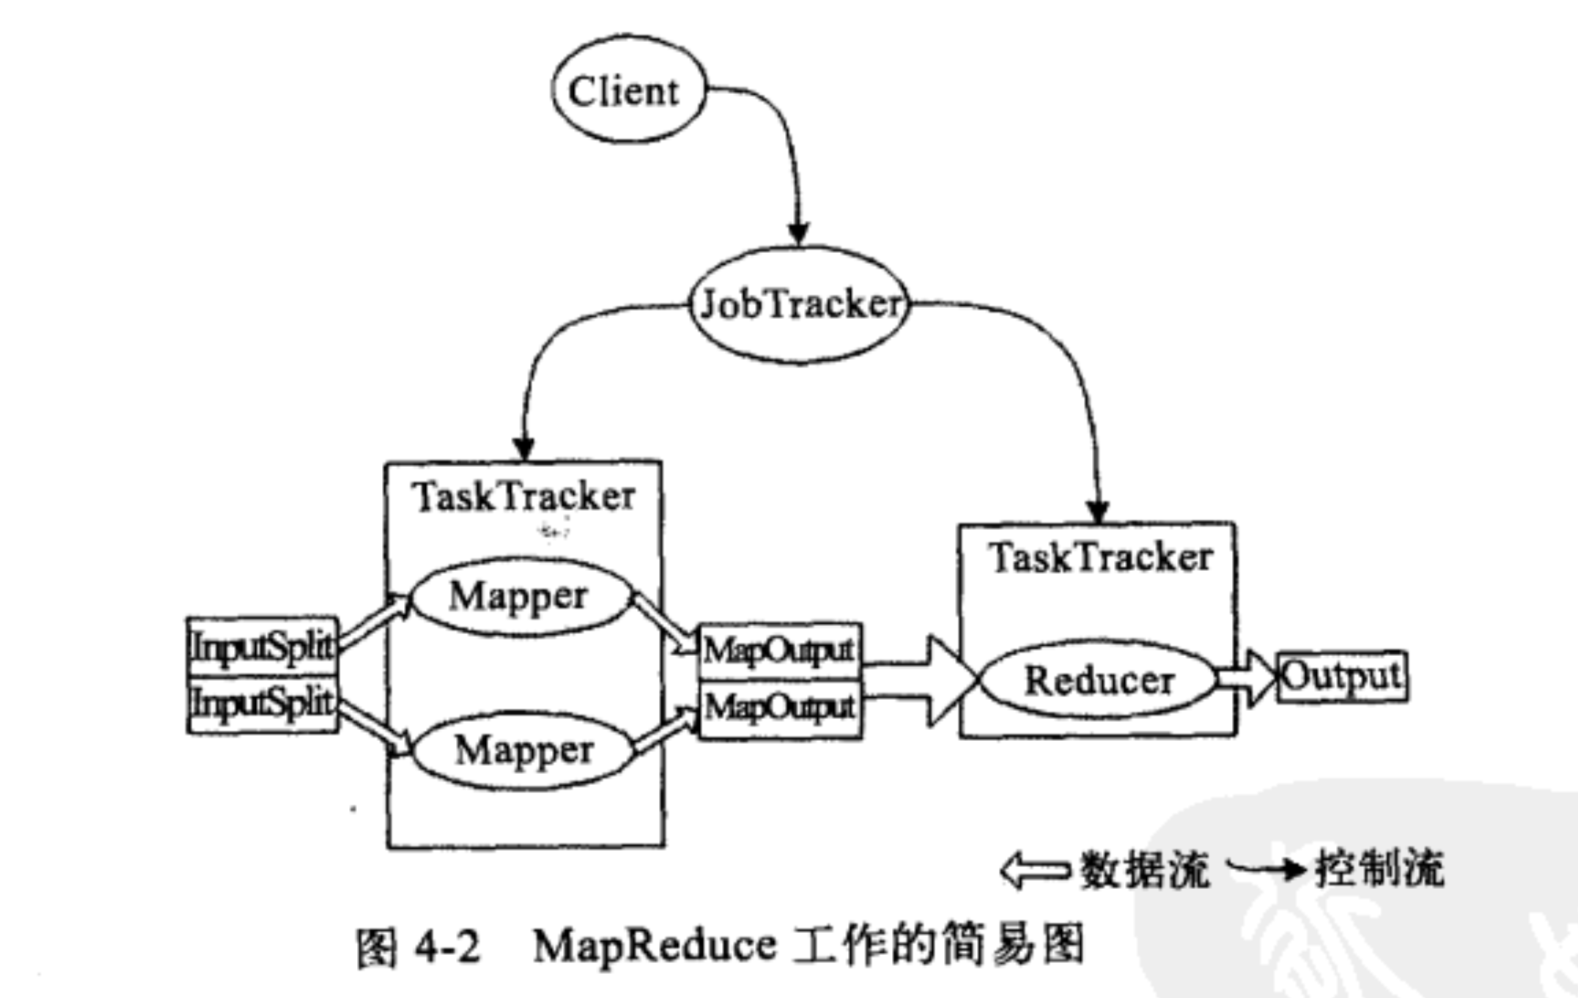 Client
JobTracker
TaskTracker
TaskTracker
Mapper
InputSplit
MapOutput
Reducer
Output
InputSplit
MapOutput
Mapper
数据流 控制流
图 4-2 MapReduce 工作的简易图